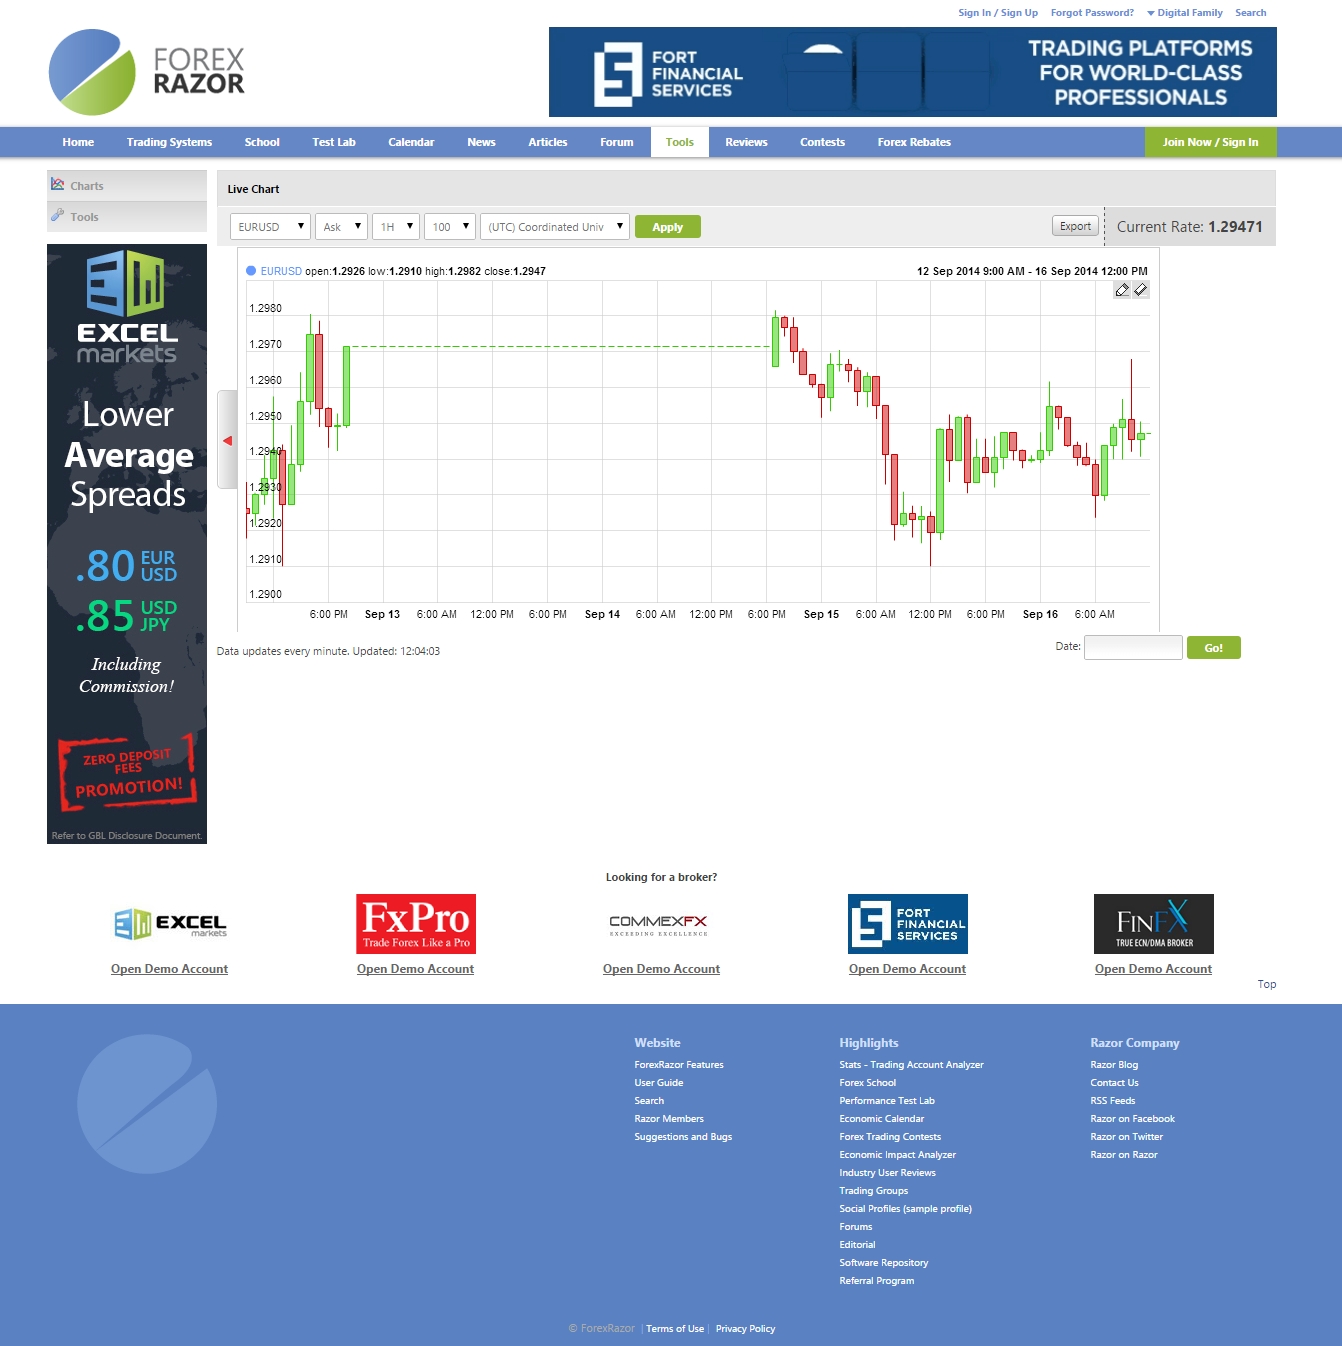 Sign In / Sign Up Forgot Password? Digital Family Search
FOREX
RAZOR
FORT
FINANCIAL
SERVICES
TRADING PLATFORMS
FOR WORLD-CLASS
PROFESSIONALS
Home Trading Systems School Test Lab Calendar News Articles Forum Tools Reviews Contests Forex Rebates Join Now / Sign In
Charts
Tools
Live Chart
EURUSD Ask 1H 100 (UTC) Coordinated Univ Apply Export Current Rate: 1.29471
EURUSD open:1.2926 low:1.2910 high:1.2982 close:1.2947 12 Sep 2014 9:00 AM - 16 Sep 2014 12:00 PM
1.2980
1.2970
1.2960
1.2950
1.2940
1.2930
1.2920
1.2910
1.2900
6:00 PM Sep 13 6:00 AM 12:00 PM 6:00 PM Sep 14 6:00 AM 12:00 PM 6:00 PM Sep 15 6:00 AM 12:00 PM 6:00 PM Sep 16 6:00 AM
Data updates every minute. Updated: 12:04:03
Date: Go!
EXCEL
markets
Lower
Average
Spreads
.80 EUR USD
.85 USD JPY
Including
Commission!
ZERO DEPOSIT
FEES
PROMOTION!
Refer to GBL Disclosure Document.
Looking for a broker?
EXCEL
markets
FxPro
Trade Forex Like a Pro
COMMEXFX
EXCEEDING EXCELLENCE
FORT
FINANCIAL
SERVICES
FINFX
TRUE ECN/DMA BROKER
Open Demo Account Open Demo Account Open Demo Account Open Demo Account Open Demo Account
Top
Website
ForexRazor Features
User Guide
Search
Razor Members
Suggestions and Bugs
Highlights
Stats - Trading Account Analyzer
Forex School
Performance Test Lab
Economic Calendar
Forex Trading Contests
Economic Impact Analyzer
Industry User Reviews
Trading Groups
Social Profiles (sample profile)
Forums
Editorial
Software Repository
Referral Program
Razor Company
Razor Blog
Contact Us
RSS Feeds
Razor on Facebook
Razor on Twitter
Razor on Razor
© ForexRazor | Terms of Use | Privacy Policy